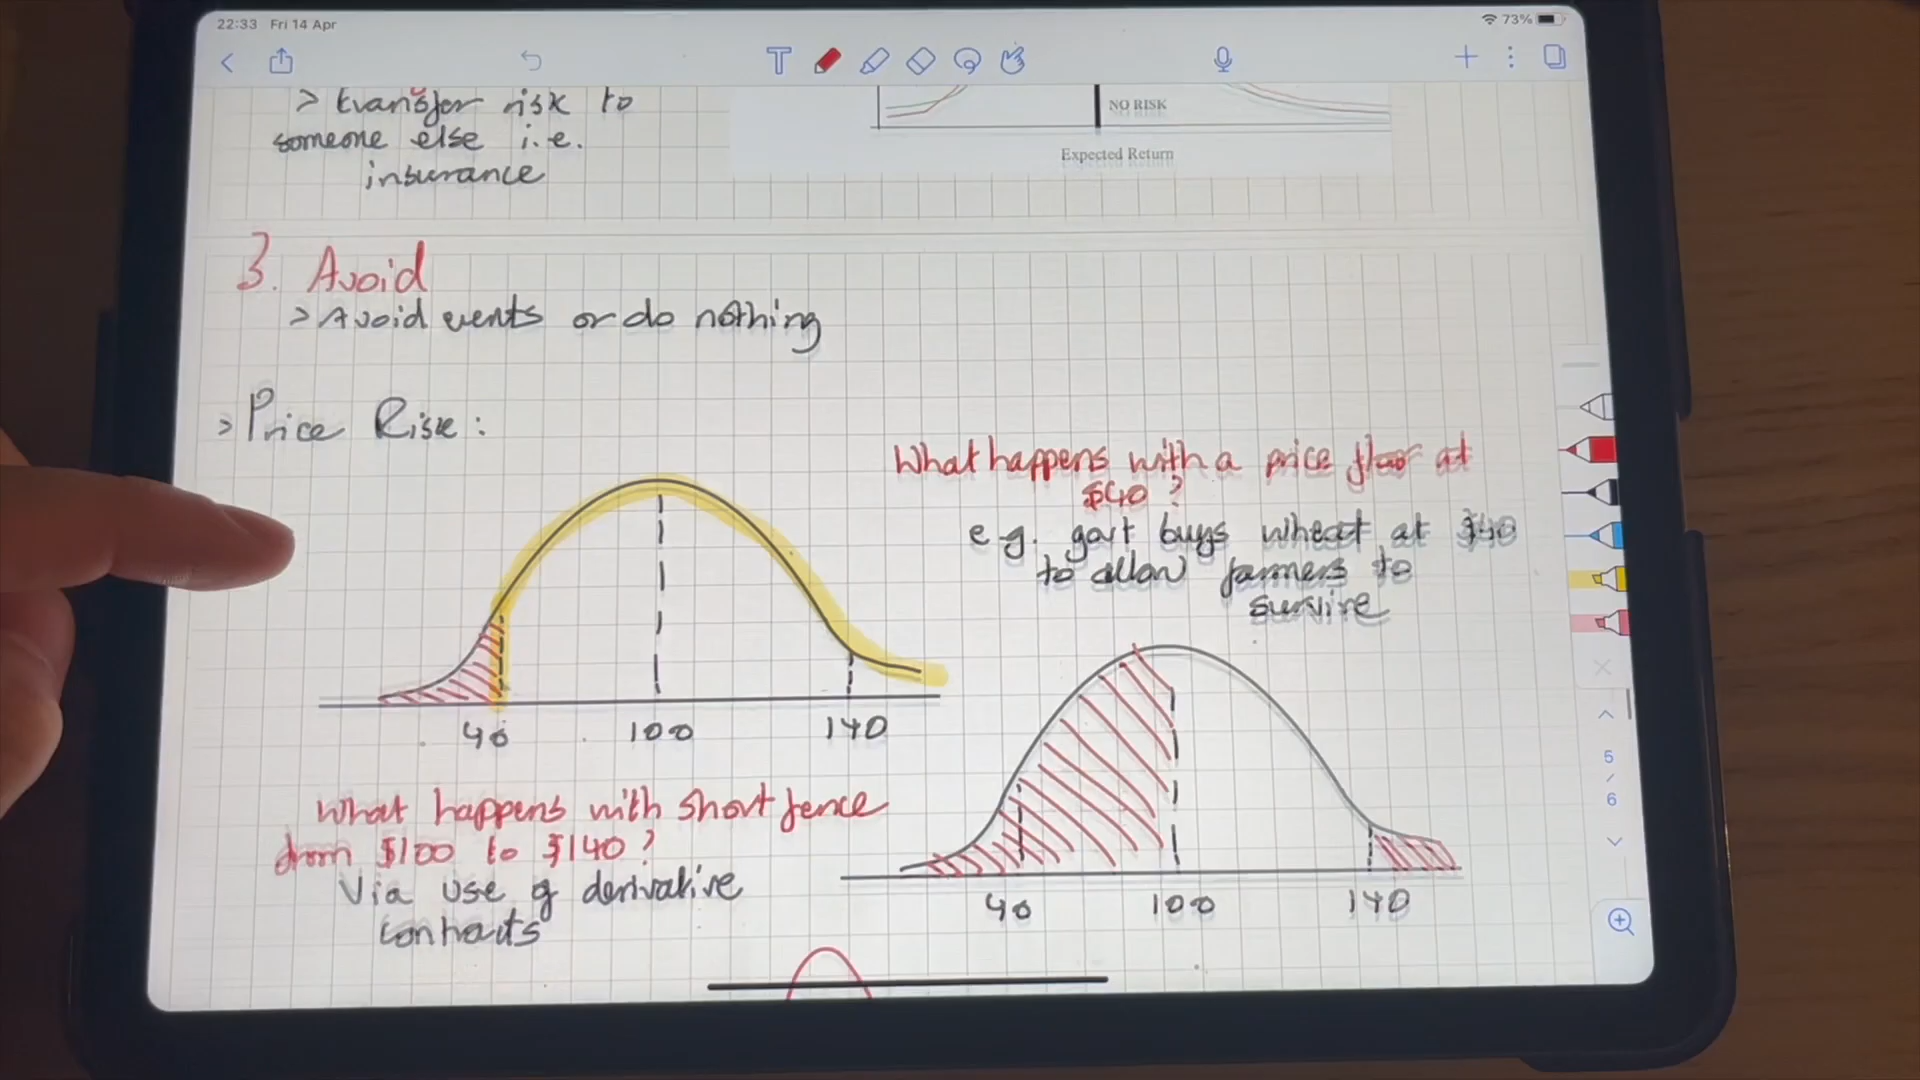 22:33 Fri 14 Apr
73%
> transfer risk to
someone else i.e.
insurance
NO RISK
Expected Return
3. Avoid
> Avoid events or do nothing
> Price Risk:
What happens with a price floor at
$40?
e.g. govt buys wheat at $40
to allow farmers to
survive
40 100 140
What happens with short fence
from $100 to $140?
Via use of derivative
contracts
40 100 140
5
/
6